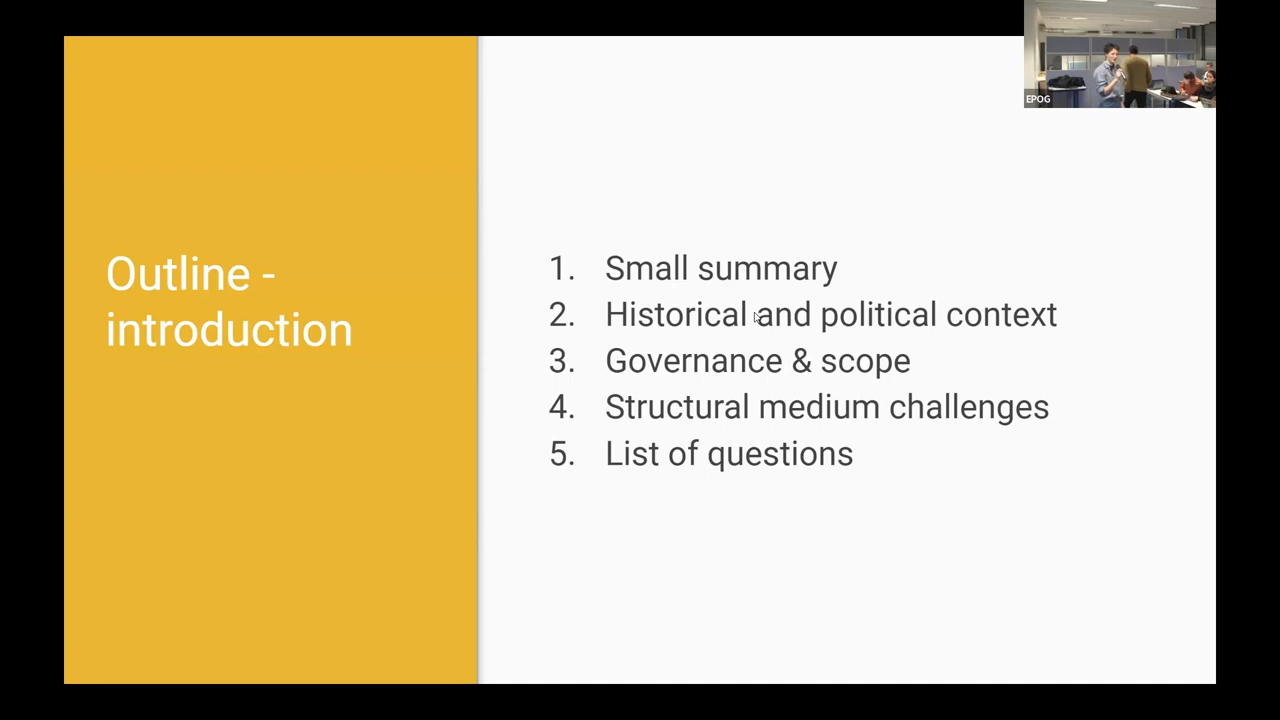 EPOG
Outline -
introduction
1. Small summary
2. Historical and political context
3. Governance & scope
4. Structural medium challenges
5. List of questions